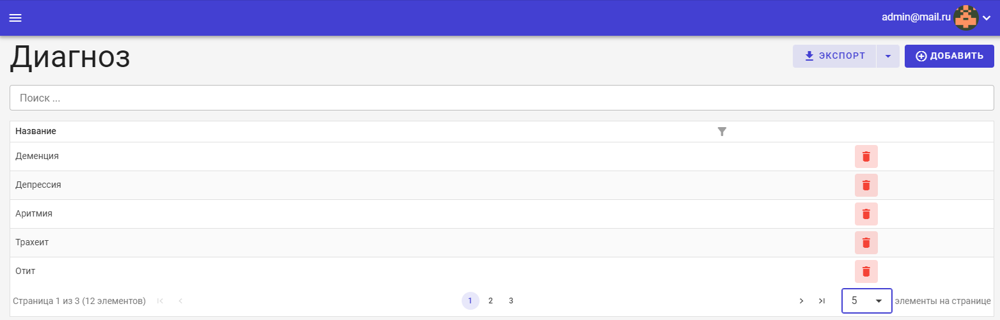 admin@mail.ru
Диагноз
ЭКСПОРТ
ДОБАВИТЬ
Поиск ...
Название
Деменция
Депрессия
Аритмия
Трахеит
Отит
Страница 1 из 3 (12 элементов) 1 2 3 5 элементы на странице